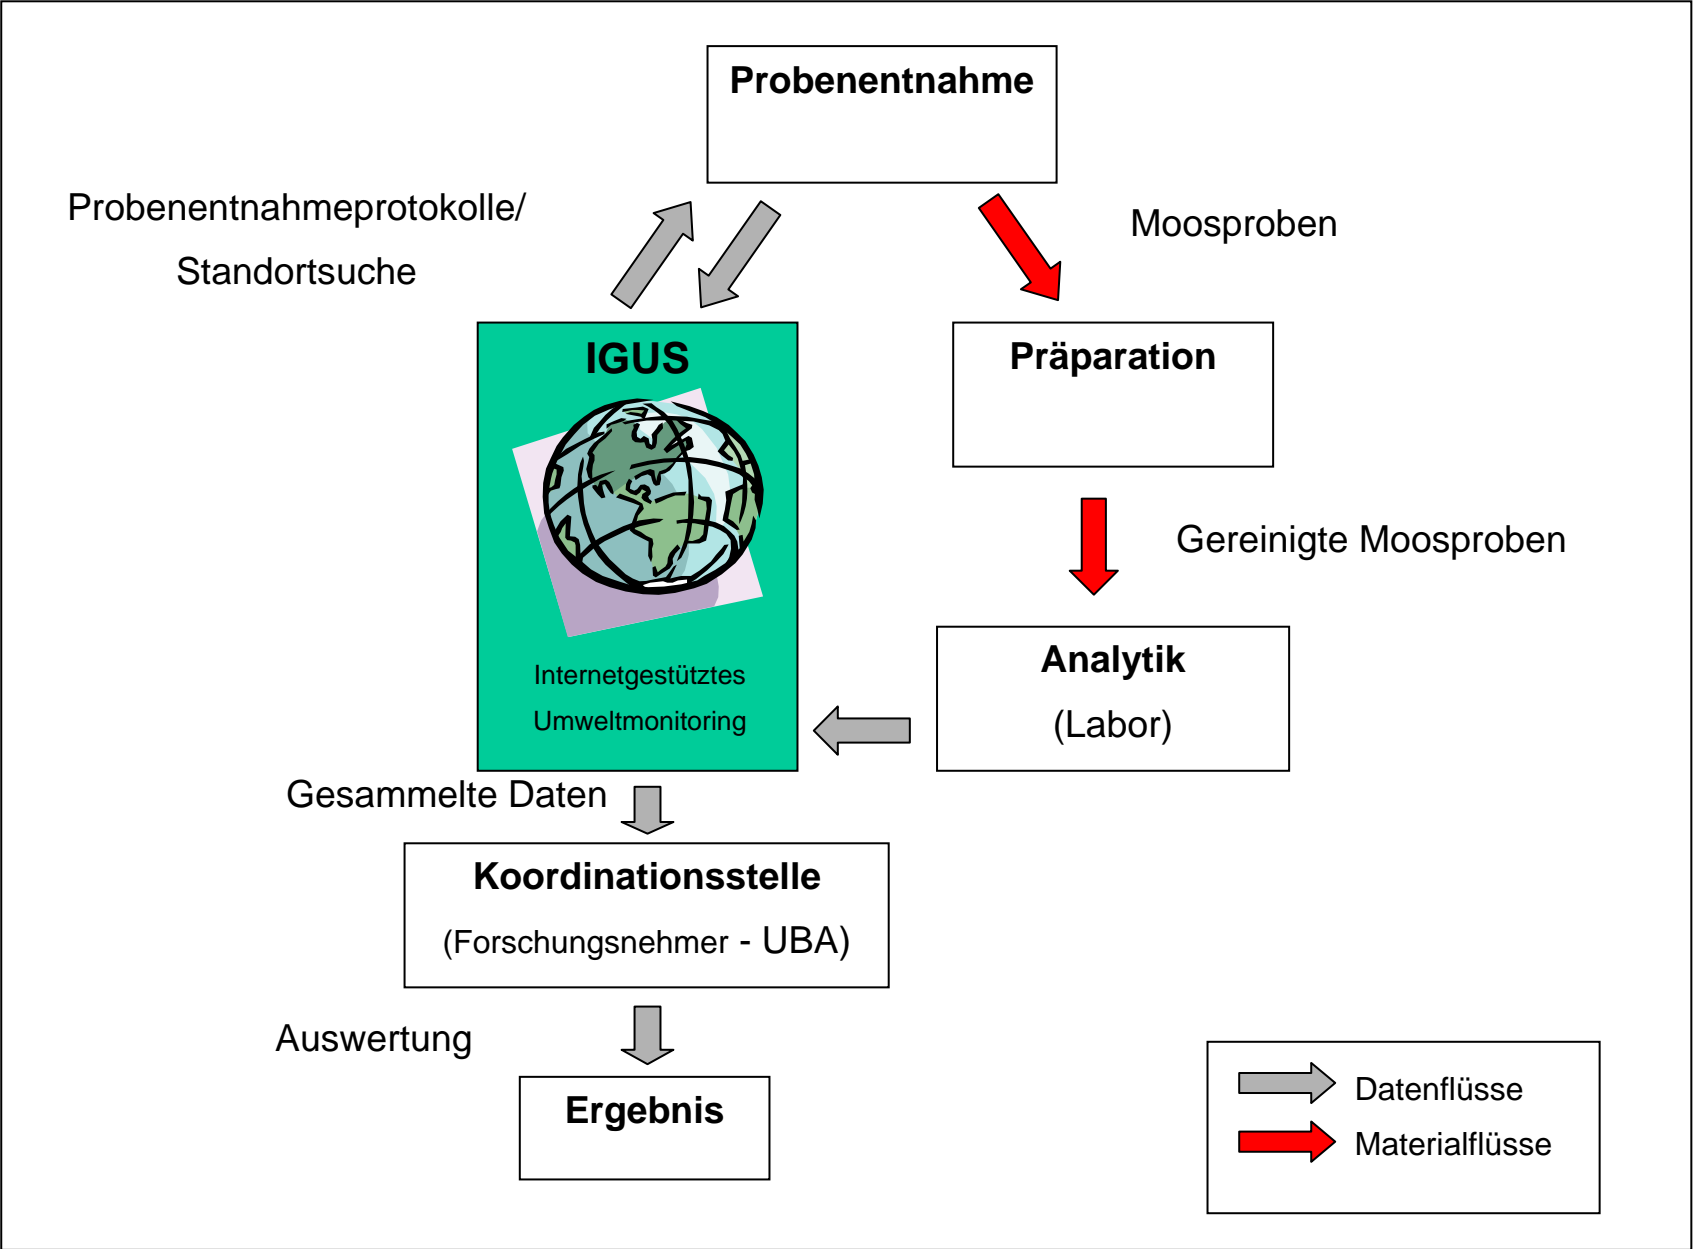 Probenentnahme
Probenentnahmeprotokolle/
Standortsuche
Moosproben
IGUS
Internetgestütztes
Umweltmonitoring
Präparation
Gereinigte Moosproben
Analytik
(Labor)
Gesammelte Daten
Koordinationsstelle
(Forschungsnehmer - UBA)
Auswertung
Ergebnis
Datenflüsse
Materialflüsse